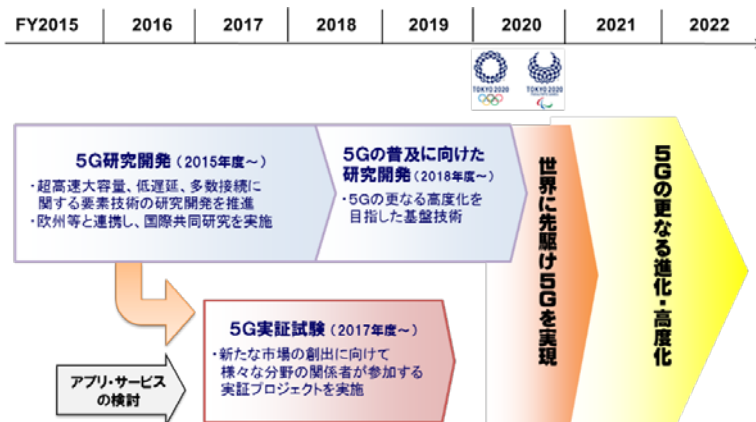 FY2015 2016 2017 2018 2019 2020 2021 2022
TOKYO 2020
TOKYO 2020
5G研究開発(2015年度~)
・超高速大容量、低遅延、多数接続に
関する要素技術の研究開発を推進
・欧州等と連携し、国際共同研究を実施
5Gの普及に向けた
研究開発(2018年度~)
・5Gの更なる高度化を
目指した基盤技術
世界に先駆け5Gを実現
5Gの更なる進化・高度化
5G実証試験(2017年度~)
・新たな市場の創出に向けて
様々な分野の関係者が参加する
実証プロジェクトを実施
アプリ・サービス
の検討